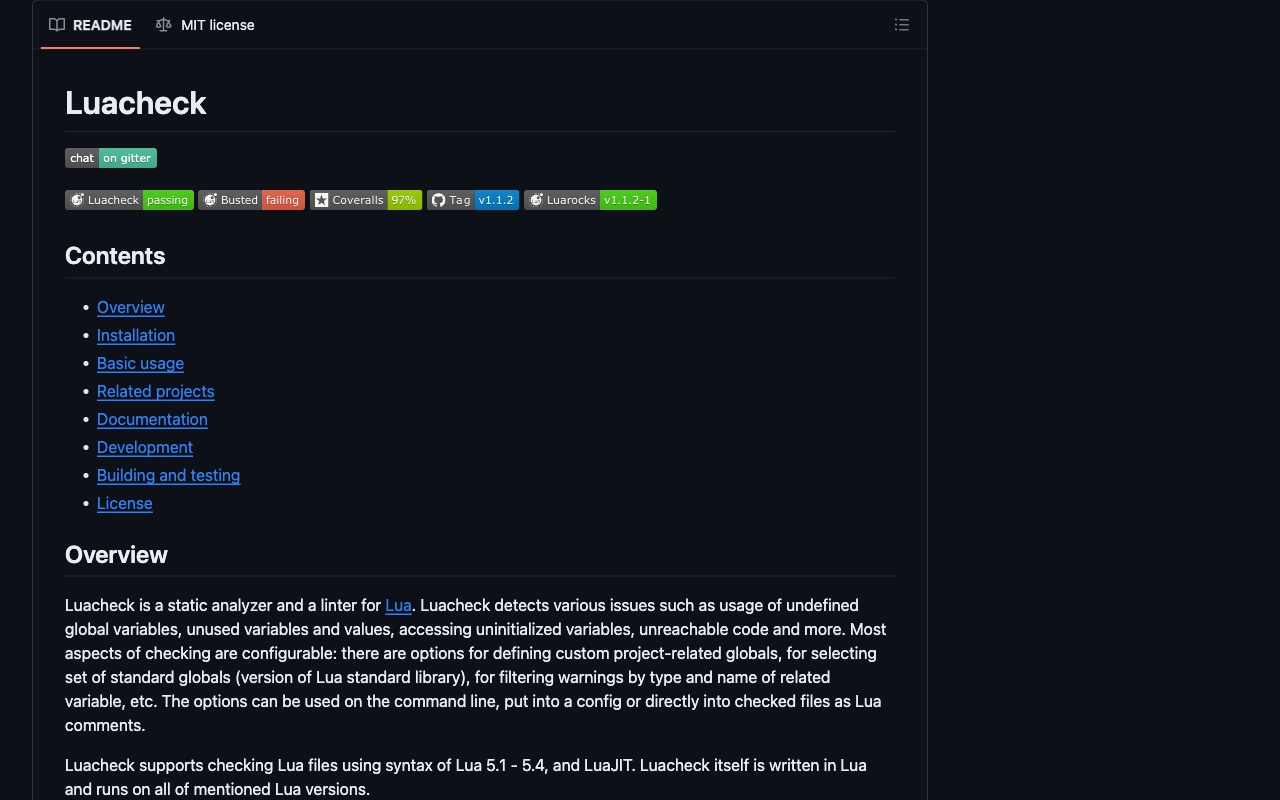 README MIT license
Luacheck
chat on gitter
Luacheck passing Busted failing Coveralls 97% Tag v1.1.2 Luarocks v1.1.2-1
Contents
• Overview
• Installation
• Basic usage
• Related projects
• Documentation
• Development
• Building and testing
• License
Overview
Luacheck is a static analyzer and a linter for Lua. Luacheck detects various issues such as usage of undefined
global variables, unused variables and values, accessing uninitialized variables, unreachable code and more. Most
aspects of checking are configurable: there are options for defining custom project-related globals, for selecting
set of standard globals (version of Lua standard library), for filtering warnings by type and name of related
variable, etc. The options can be used on the command line, put into a config or directly into checked files as Lua
comments.
Luacheck supports checking Lua files using syntax of Lua 5.1 - 5.4, and LuaJIT. Luacheck itself is written in Lua
and runs on all of mentioned Lua versions.